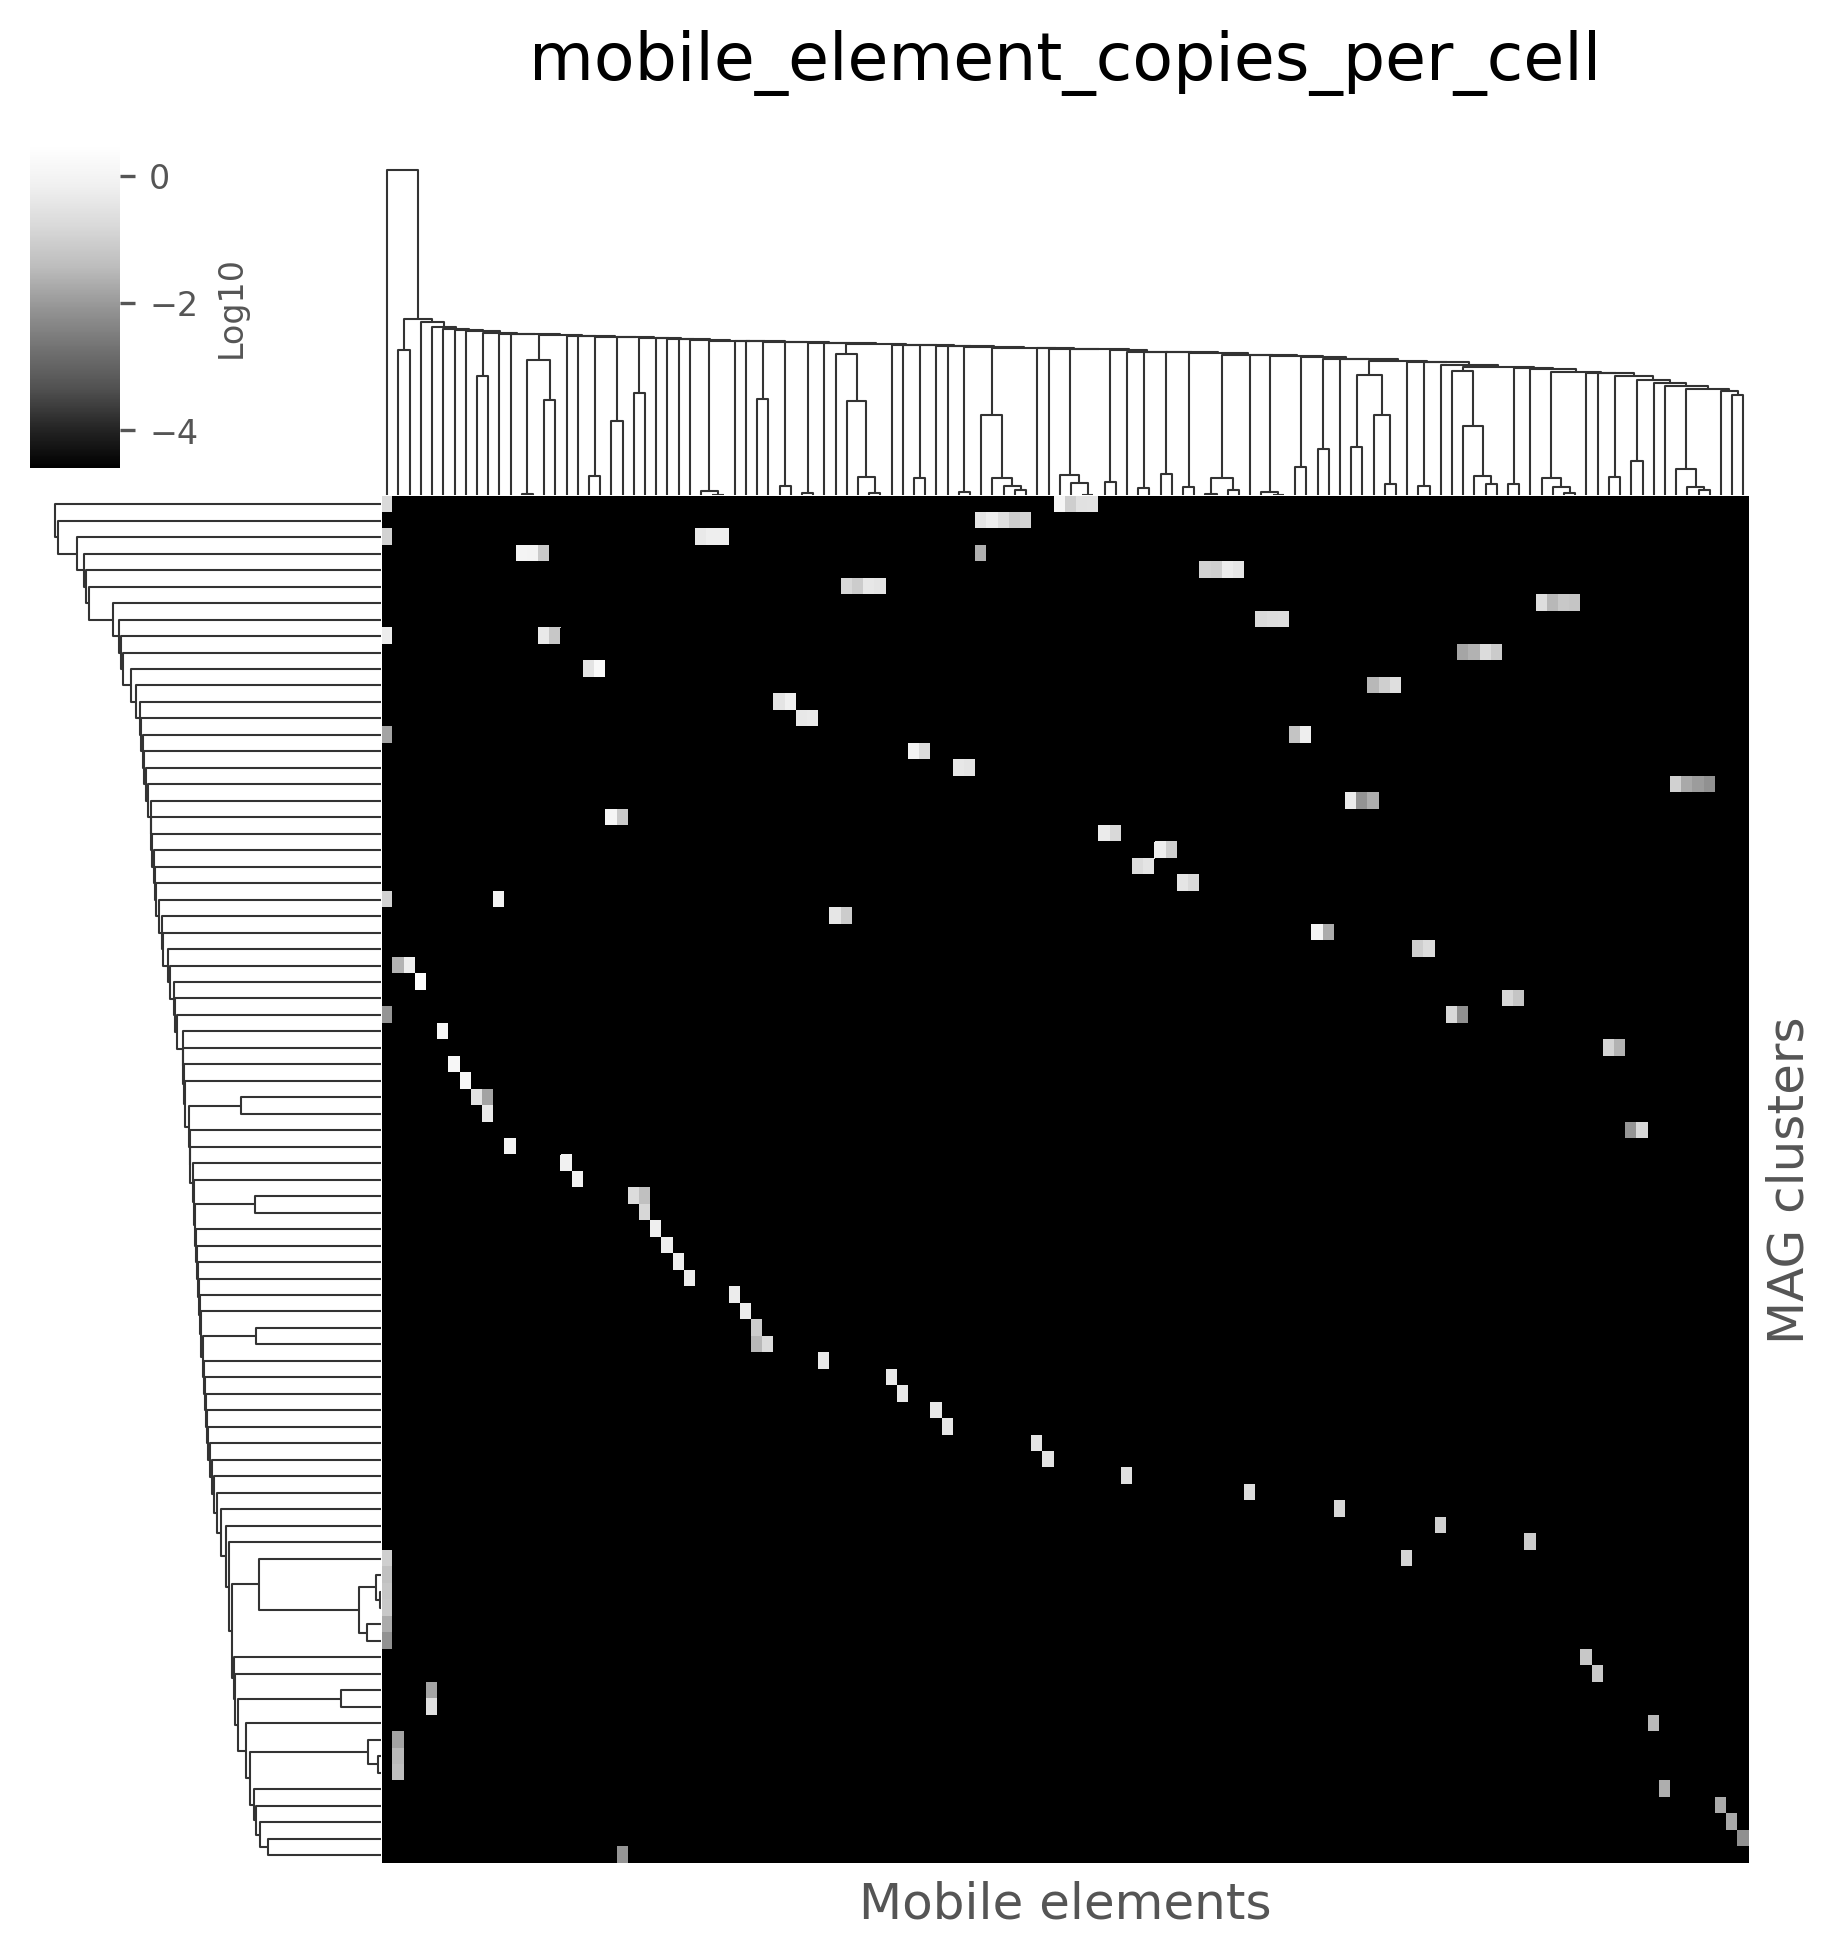 mobile_element_copies_per_cell
0
−2
−4
Log10
MAG clusters
Mobile elements